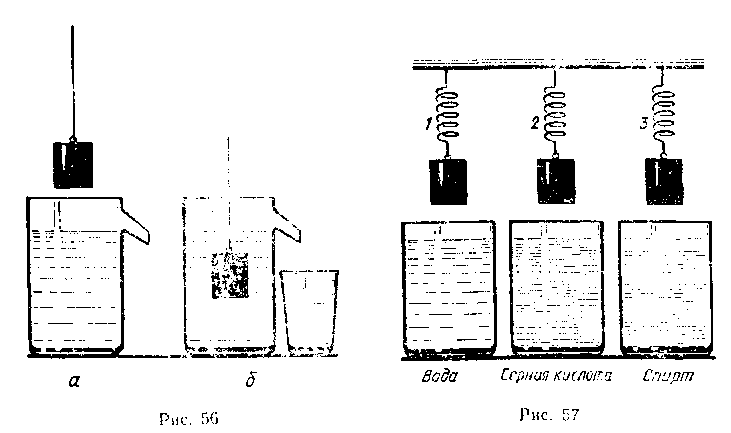 1 2 3
а б
Вода Серная кислота Спирт
Рис. 56
Рис. 57